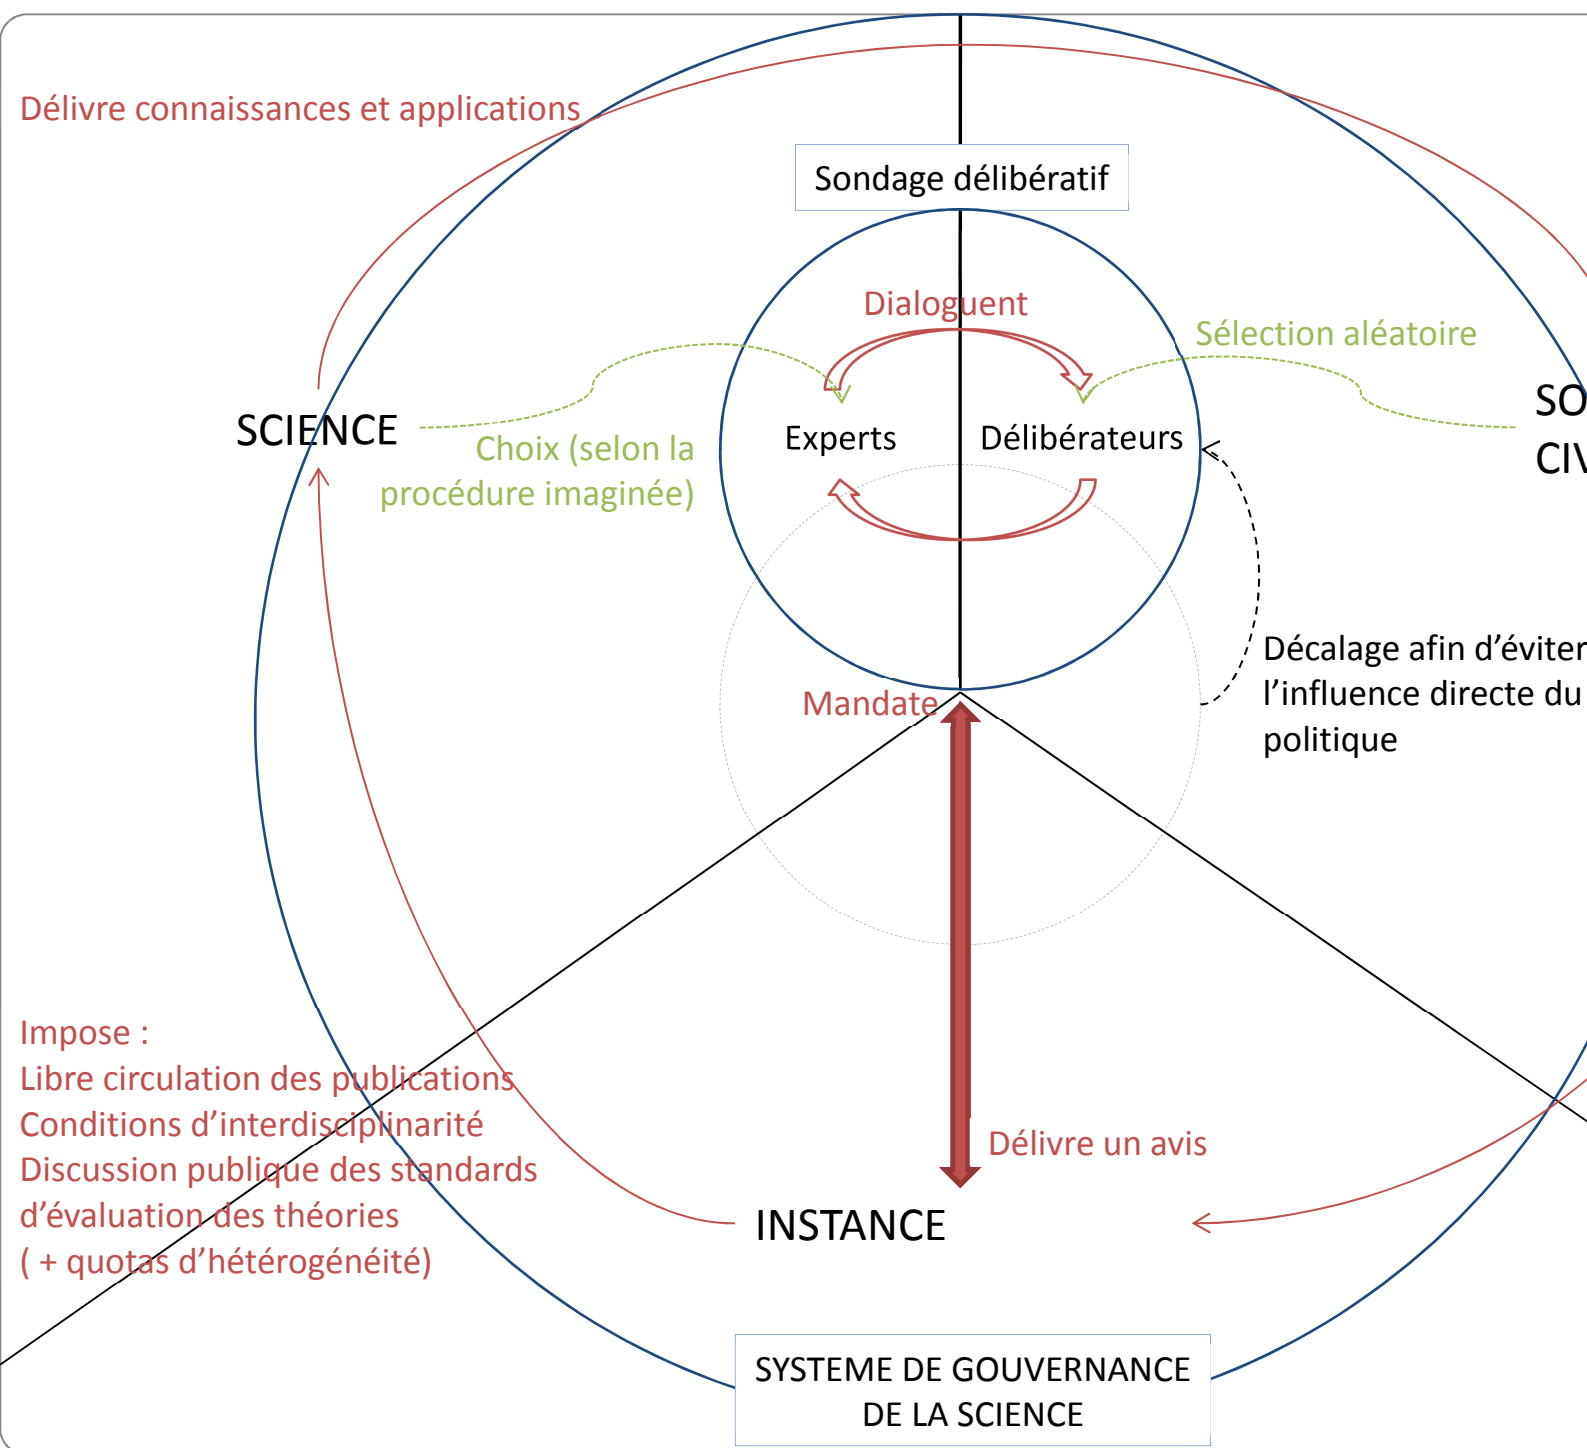 Délivre connaissances et applications
Sondage délibératif
Dialoguent
Sélection aléatoire
SCIENCE
Experts
Délibérateurs
SO
CIV
Choix (selon la
procédure imaginée)
Décalage afin d’éviter
l’influence directe du
politique
Mandate
Impose :
Libre circulation des publications
Conditions d’interdisciplinarité
Discussion publique des standards
d’évaluation des théories
( + quotas d’hétérogénéité)
Délivre un avis
INSTANCE
SYSTEME DE GOUVERNANCE
DE LA SCIENCE